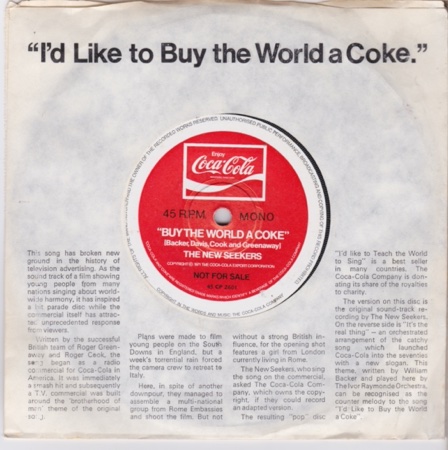 “I’d Like to Buy the World a Coke.”
Enjoy
Coca-Cola
45 RPM
MONO
"BUY THE WORLD A COKE"
(Backer, Davis, Cook and Greenaway)
THE NEW SEEKERS
COPYRIGHT 1971 THE COCA-COLA EXPORT CORPORATION
NOT FOR SALE
This song has broken new
ground in the history of
television advertising. As the
sound track of a film showing
young people from many
nations singing about world-
wide harmony, it has inspired a
hit parade disc while the
commercial itself has attrac-
ted unprecedented response
from viewers.
Written by the successful
British team of Roger Green-
away and Roger Cook, the
song began as a radio
commercial for Coca-Cola in
America. It was immediately
a smash hit and subsequently
a T.V. commercial was built
around the 'brotherhood of
man' theme of the original
song.
Plans were made to film
young people on the South
Downs in England, but a
week's torrential rain forced
the camera crew to retreat to
Italy.
Here, in spite of another
downpour, they managed to
assemble a multi-national
group from Rome Embassies
and shoot the film. But not
without a strong British in-
fluence, for the opening shot
features a girl from London
currently living in Rome.
The New Seekers, who sing
the song on the commercial,
asked The Coca-Cola Com-
pany, which owns the copy-
right, if they could record
an adapted version.
The resulting "pop" disc
"I'd like to Teach the World
to Sing" is a best seller
in many countries. The
Coca-Cola Company is don-
ating its share of the royalties
to charity.
The version on this disc is
the original sound-track re-
cording by The New Seekers.
On the reverse side is "It's the
real thing" – an orchestrated
arrangement of the catchy
song which launched
Coca-Cola into the seventies
with a new slogan. This
theme, written by William
Backer and played here by
The Ivor Raymonde Orchestra,
can be recognised as the
counter melody to the song
"I'd Like to Buy the World
a Coke".